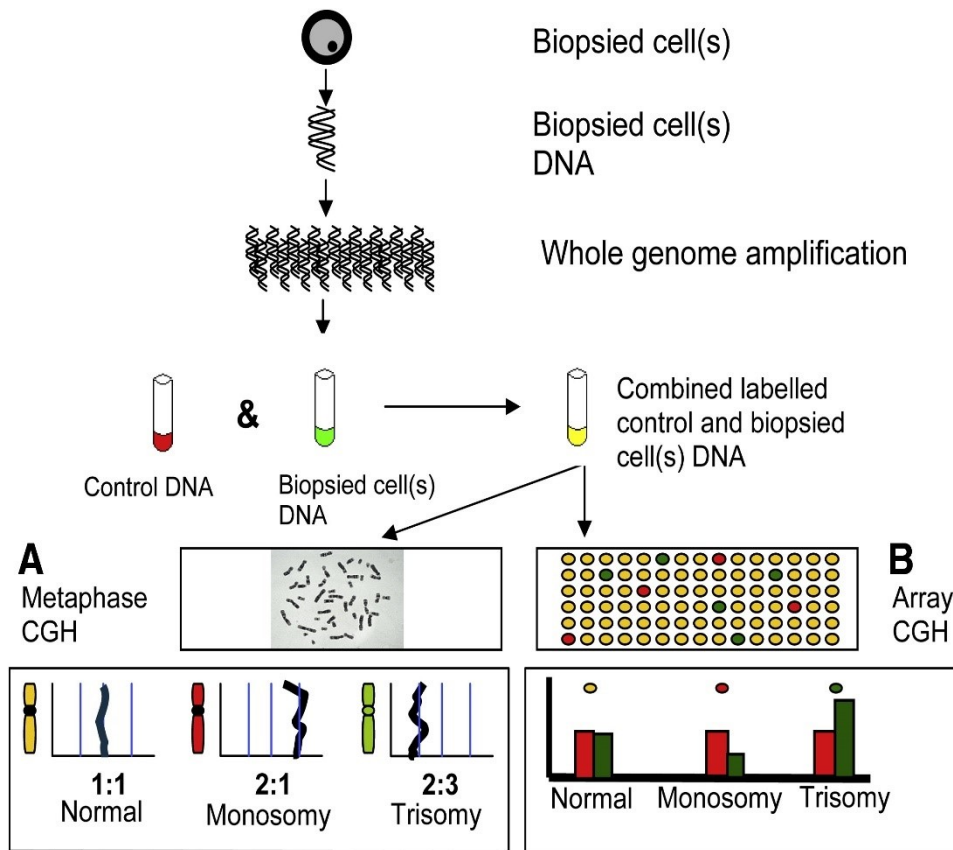 Biopsied cell(s)
Biopsied cell(s)
DNA
Whole genome amplification
&
Combined labelled
control and biopsied
cell(s) DNA
Control DNA
Biopsied cell(s)
DNA
A
Metaphase
CGH
B
Array
CGH
1:1
Normal
2:1
Monosomy
2:3
Trisomy
Normal
Monosomy
Trisomy